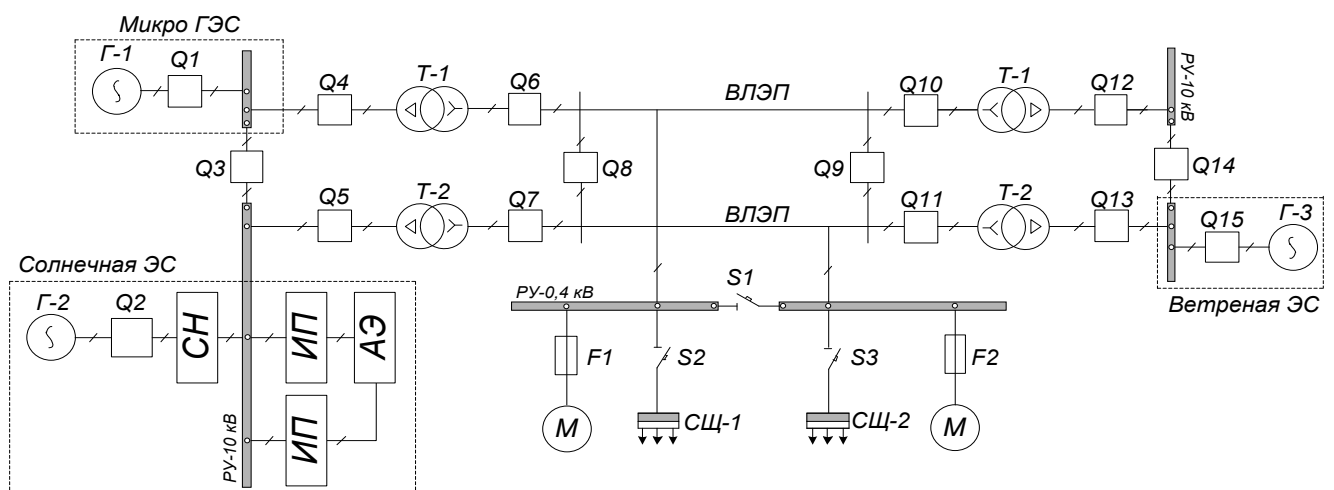 Микро ГЭС
Г-1
Q1
Q4
Т-1
Q6
ВЛЭП
Q10
Т-1
Q12
РУ-10 кВ
Q3
Q8
Q9
Q14
Q5
Т-2
Q7
ВЛЭП
Q11
Т-2
Q13
Q15
Г-3
Ветреная ЭС
Солнечная ЭС
Г-2
Q2
СН
ИП
АЭ
ИП
РУ-10 кВ
РУ-0,4 кВ
S1
F1
S2
S3
F2
М
СЩ-1
СЩ-2
М